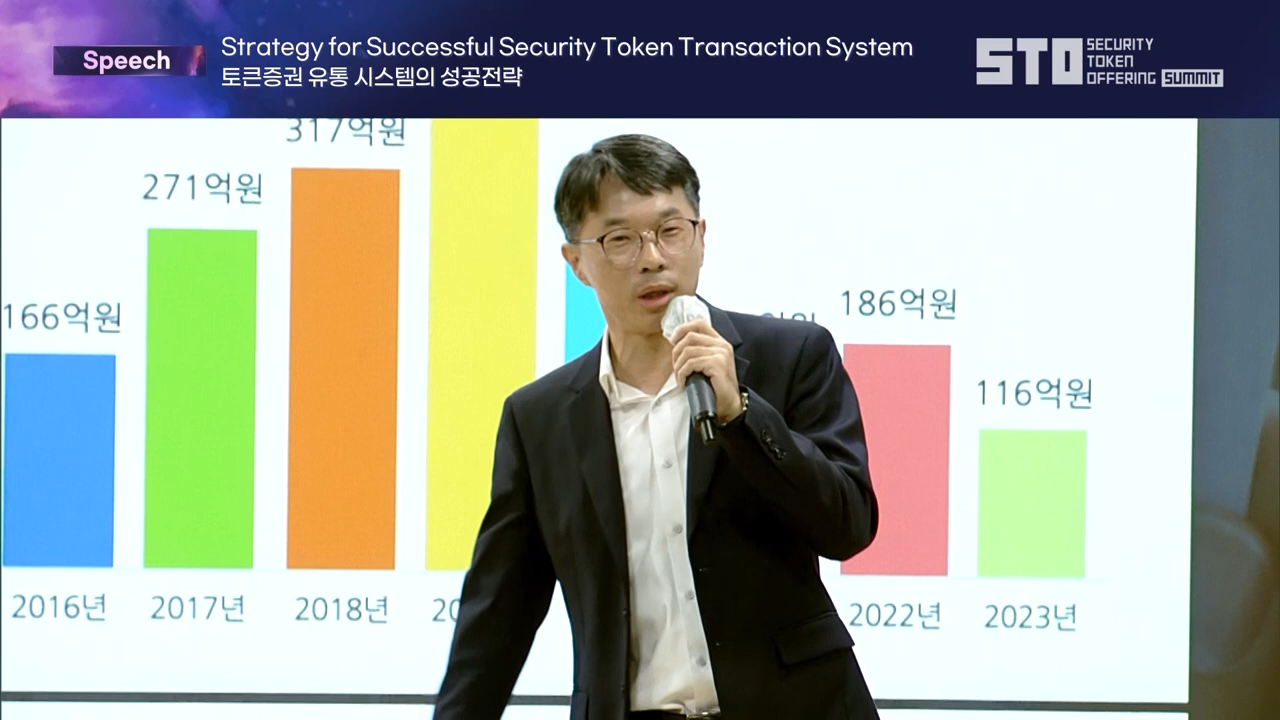 Speech
Strategy for Successful Security Token Transaction System
토큰증권 유통 시스템의 성공전략
STO SECURITY
TOKEN
OFFERING SUMMIT
317억원
271억원
186억원
166억원
116억원
2016년
2017년
2018년
20
2022년
2023년